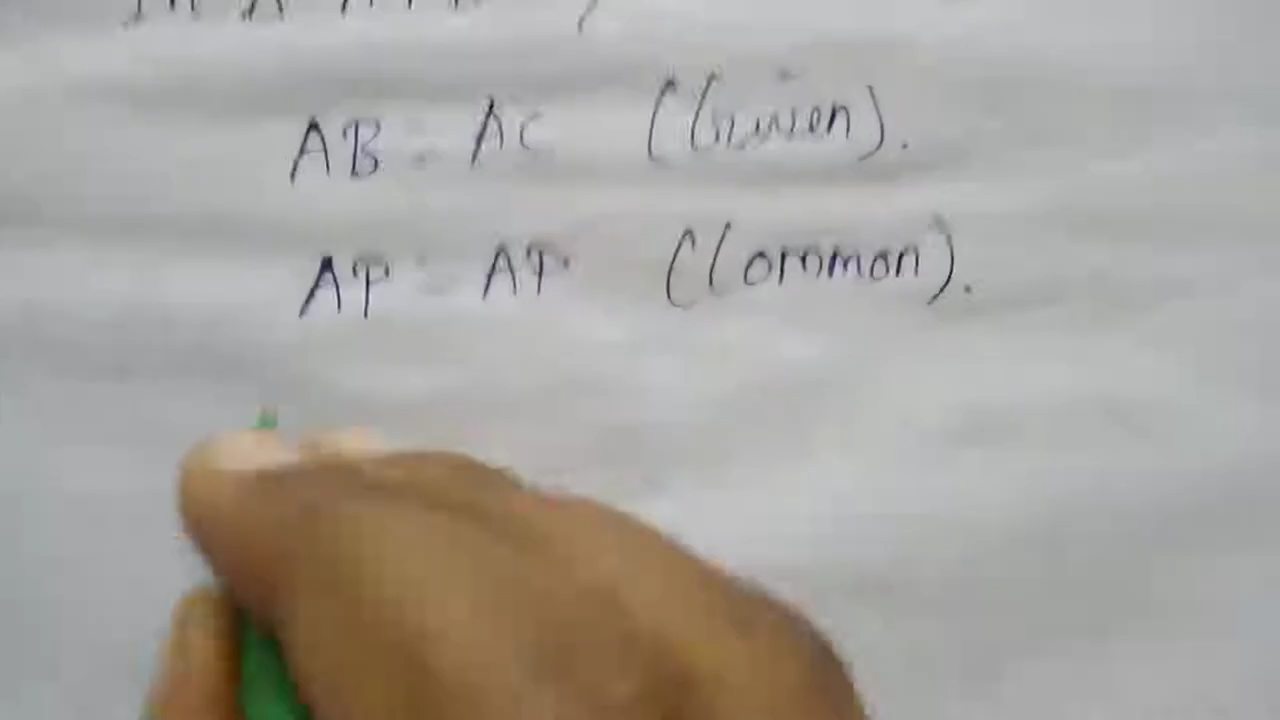 AB = AC (Given).
AP = AP (Common).